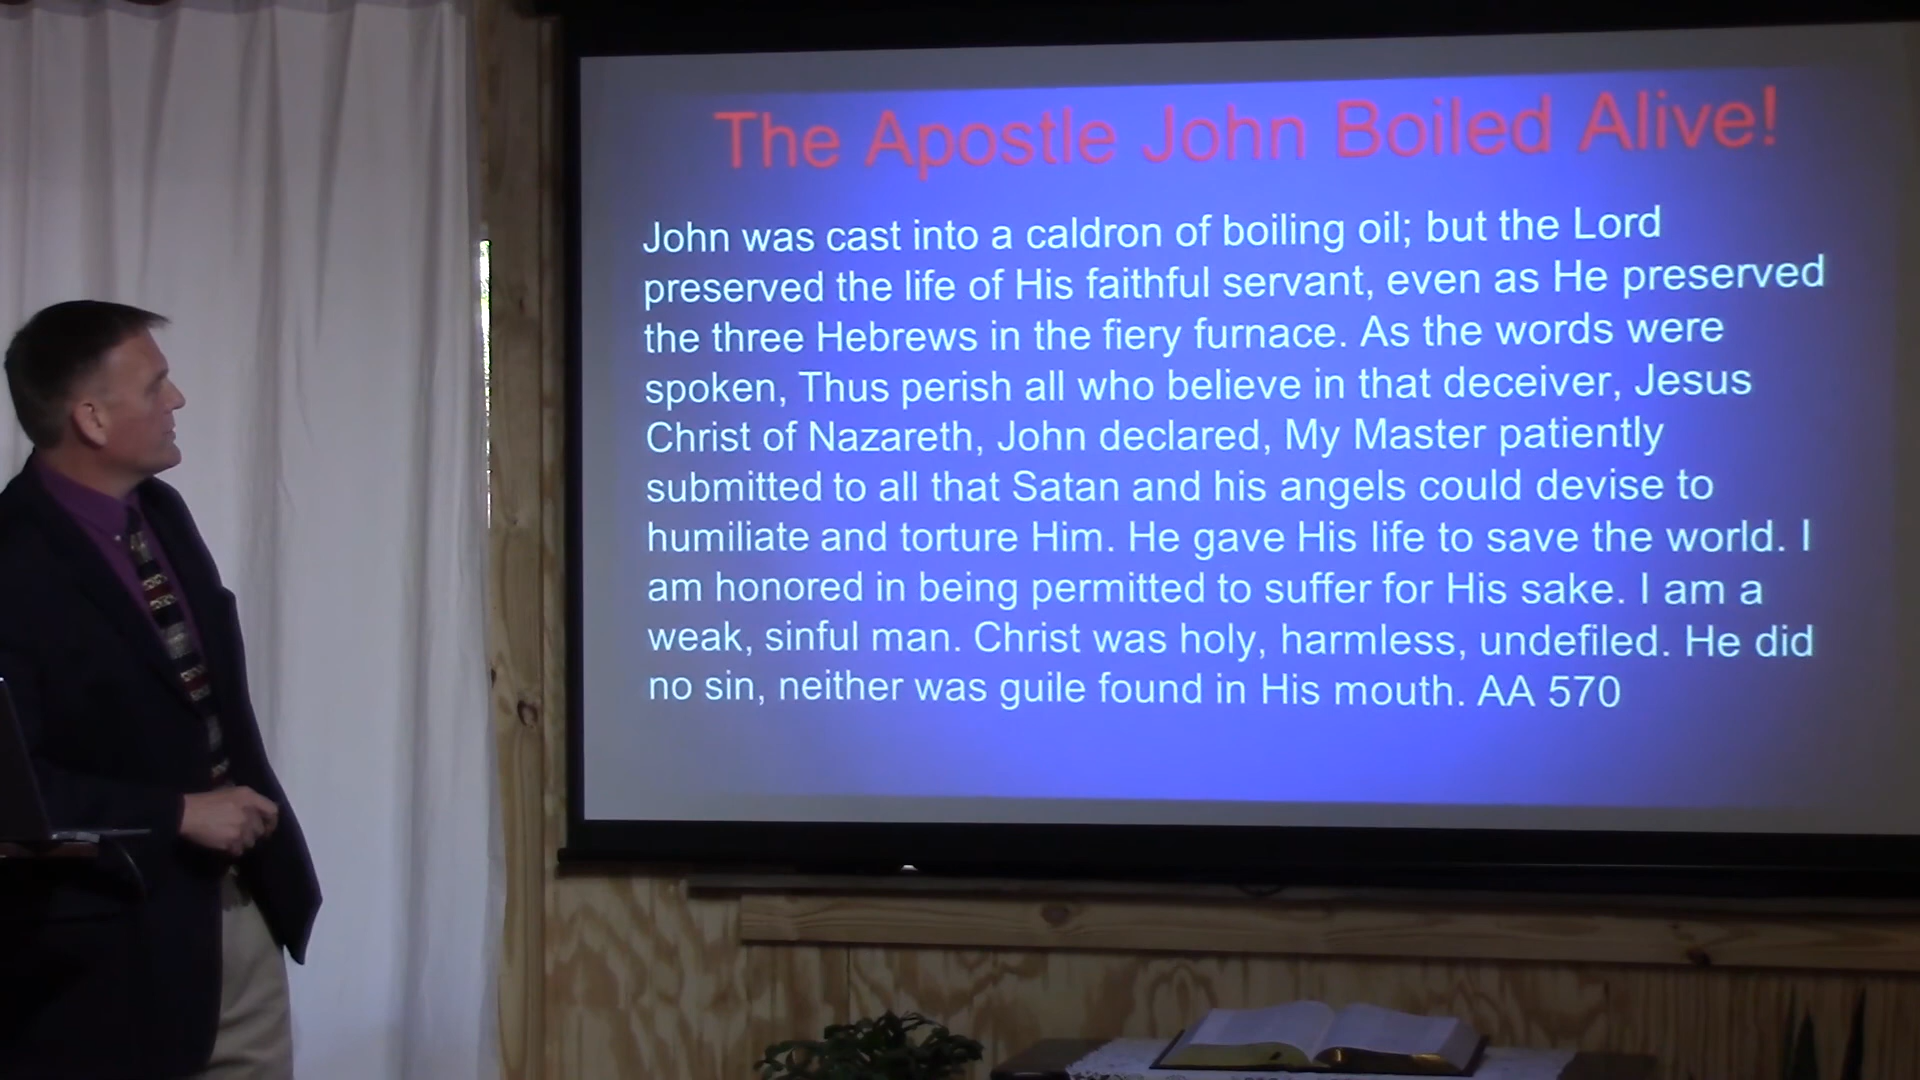 The Apostle John Boiled Alive!
John was cast into a caldron of boiling oil; but the Lord
preserved the life of His faithful servant, even as He preserved
the three Hebrews in the fiery furnace. As the words were
spoken, Thus perish all who believe in that deceiver, Jesus
Christ of Nazareth, John declared, My Master patiently
submitted to all that Satan and his angels could devise to
humiliate and torture Him. He gave His life to save the world. I
am honored in being permitted to suffer for His sake. I am a
weak, sinful man. Christ was holy, harmless, undefiled. He did
no sin, neither was guile found in His mouth. AA 570